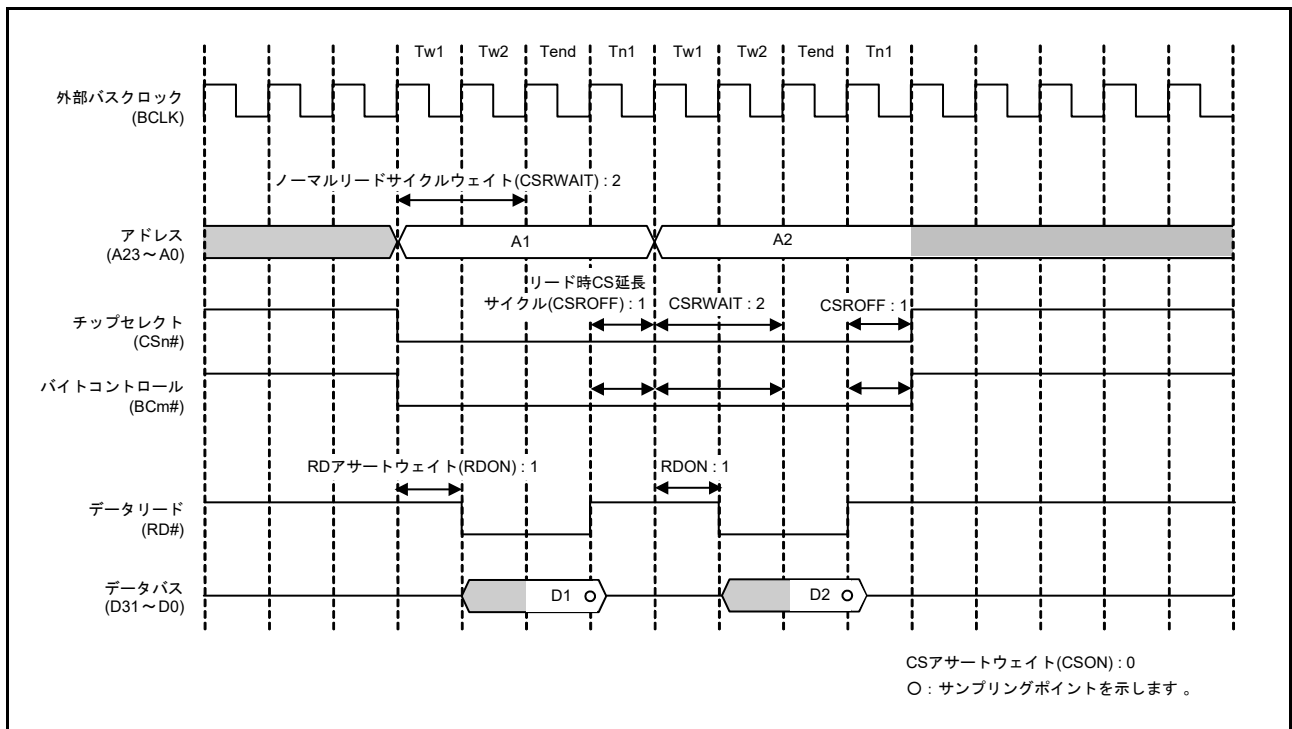 Tw1 Tw2 Tend Tn1 Tw1 Tw2 Tend Tn1
外部バスクロック
(BCLK)
ノーマルリードサイクルウェイト(CSRWAIT) : 2
アドレス
(A23～A0)
A1
A2
リード時CS延長
サイクル(CSROFF) : 1
CSRWAIT : 2
CSROFF : 1
チップセレクト
(CSn#)
バイトコントロール
(BCm#)
RDアサートウェイト(RDON) : 1
RDON : 1
データリード
(RD#)
データバス
(D31～D0)
D1
D2
CSアサートウェイト(CSON) : 0
○ : サンプリングポイントを示します 。